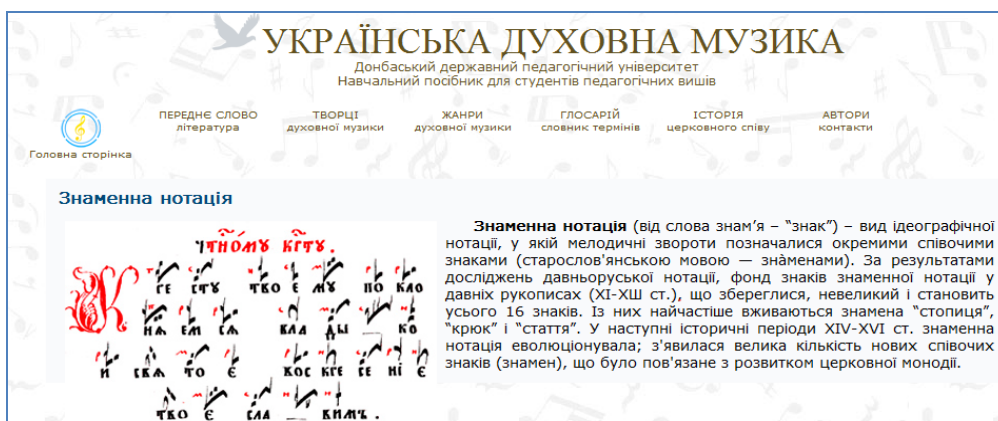 УКРАЇНСЬКА ДУХОВНА МУЗИКА
Донбаський державний педагогічний університет
Навчальний посібник для студентів педагогічних вишів
ПЕРЕДНЄ СЛОВО
література
ТВОРЦІ
духовної музики
ЖАНРИ
духовної музики
ГЛОСАРІЙ
словник термінів
ІСТОРІЯ
церковного співу
АВТОРИ
контакти
Головна сторінка
Знаменна нотація
Знаменна нотація (від слова знам’я – “знак”) – вид ідеографічної
нотації, у якій мелодичні звороти позначалися окремими співочими
знаками (старослов'янською мовою — знàменами). За результатами
досліджень давньоруської нотації, фонд знаків знаменної нотації у
давніх рукописах (XI-XШ ст.), що збереглися, невеликий і становить
усього 16 знаків. Із них найчастіше вживаються знамена “стопиця”,
“крюк” і “стаття”. У наступні історичні періоди XIV-XVI ст. знаменна
нотація еволюціонувала; з'явилася велика кількість нових співочих
знаків (знамен), що було пов'язане з розвитком церковної монодії.
тво є сла вимъ .